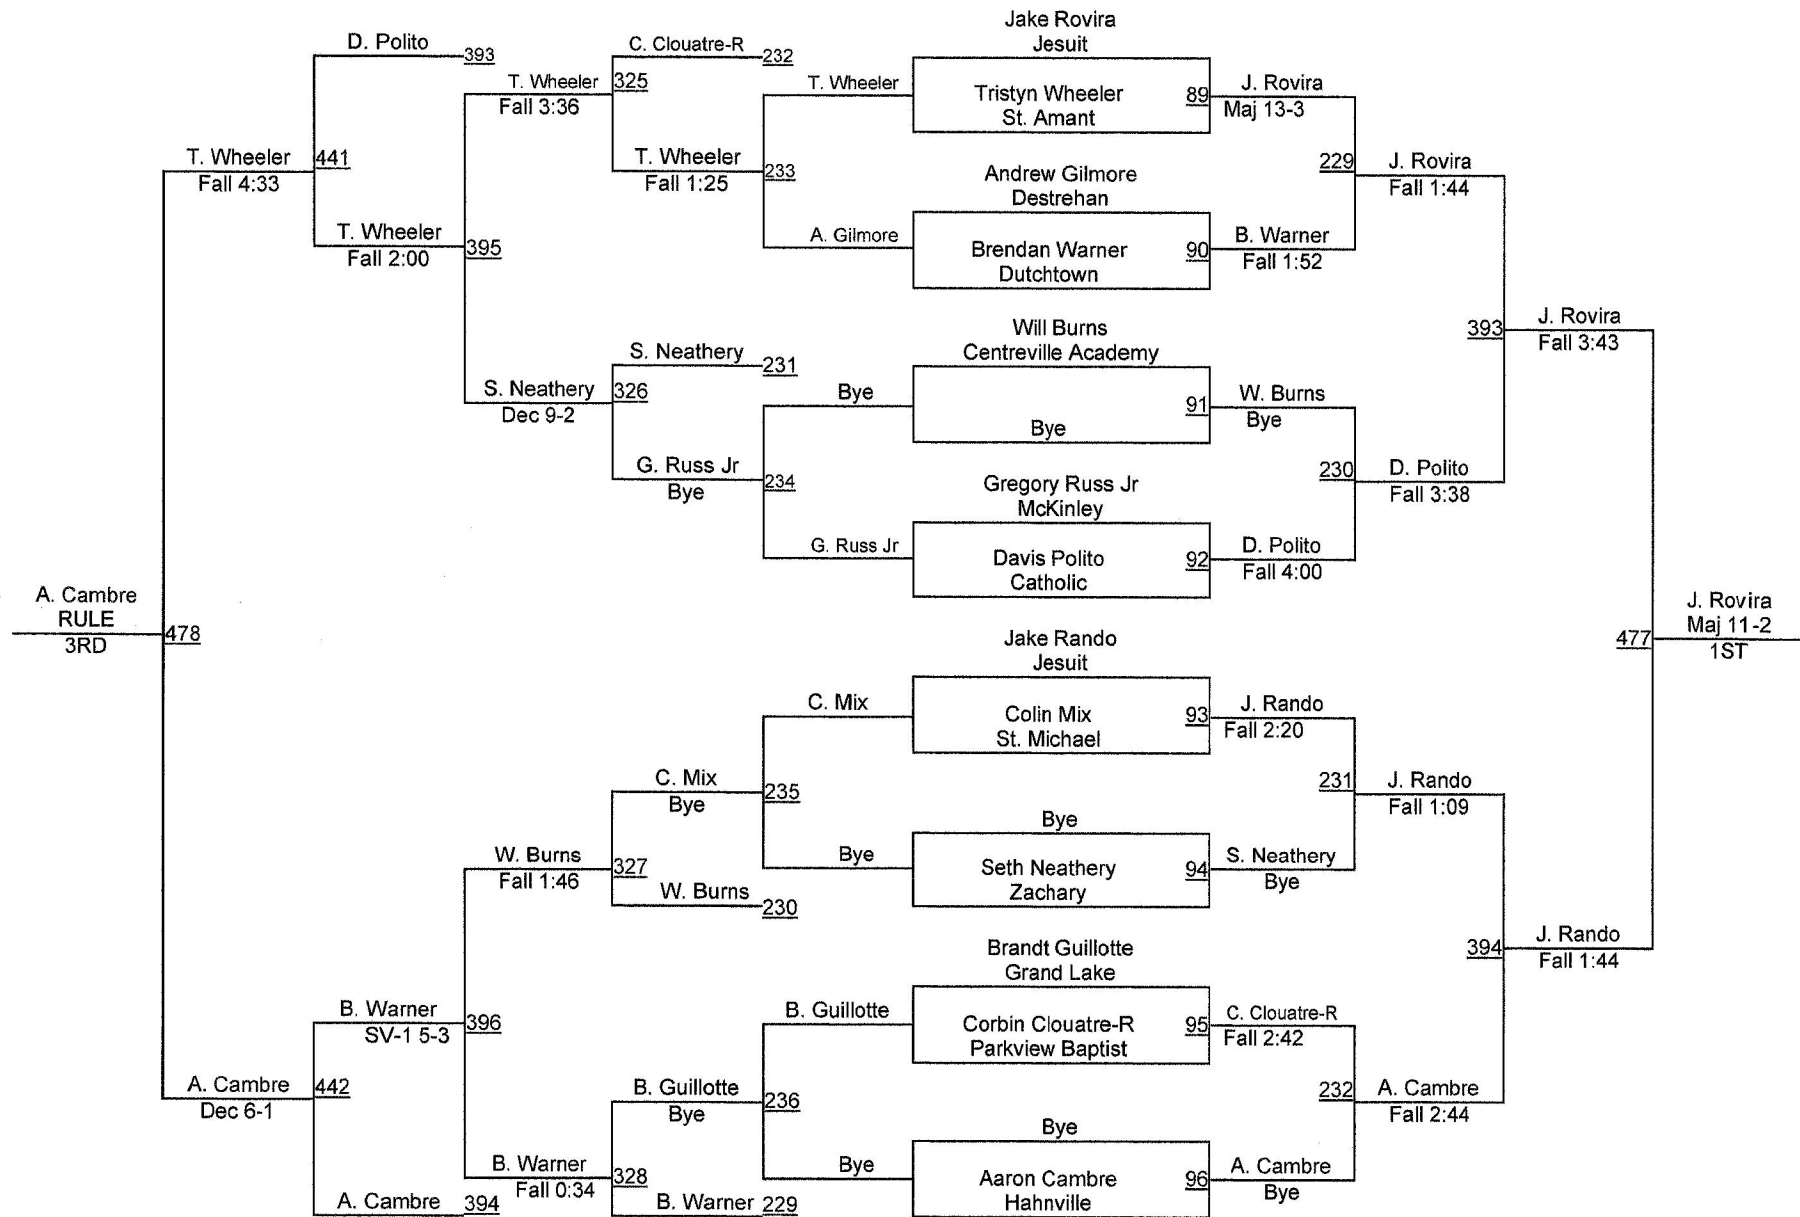 Jake Rovira
Jesuit
D. Polito
393
C. Clouatre-R
232
T. Wheeler
325
Fall 3:36
T. Wheeler
Tristyn Wheeler
St. Amant
89
J. Rovira
Maj 13-3
T. Wheeler
441
Fall 4:33
T. Wheeler
233
Fall 1:25
229
J. Rovira
Fall 1:44
Andrew Gilmore
Destrehan
T. Wheeler
395
Fall 2:00
A. Gilmore
Brendan Warner
Dutchtown
90
B. Warner
Fall 1:52
393
J. Rovira
Fall 3:43
Will Burns
Centreville Academy
S. Neathery
231
S. Neathery
326
Dec 9-2
Bye
Bye
91
W. Burns
Bye
G. Russ Jr
234
Bye
230
D. Polito
Fall 3:38
Gregory Russ Jr
McKinley
G. Russ Jr
Davis Polito
Catholic
92
D. Polito
Fall 4:00
A. Cambre
RULE
3RD
478
477
J. Rovira
Maj 11-2
1ST
Jake Rando
Jesuit
C. Mix
Colin Mix
St. Michael
93
J. Rando
Fall 2:20
C. Mix
235
Bye
231
J. Rando
Fall 1:09
Bye
W. Burns
327
Fall 1:46
Bye
Seth Neathery
Zachary
94
S. Neathery
Bye
W. Burns
230
394
J. Rando
Fall 1:44
Brandt Guillotte
Grand Lake
B. Warner
396
SV-1 5-3
B. Guillotte
Corbin Clouatre-R
Parkview Baptist
95
C. Clouatre-R
Fall 2:42
A. Cambre
442
Dec 6-1
B. Guillotte
236
Bye
232
A. Cambre
Fall 2:44
Bye
B. Warner
328
Fall 0:34
Bye
Aaron Cambre
Hahnville
96
A. Cambre
Bye
A. Cambre
394
B. Warner
229